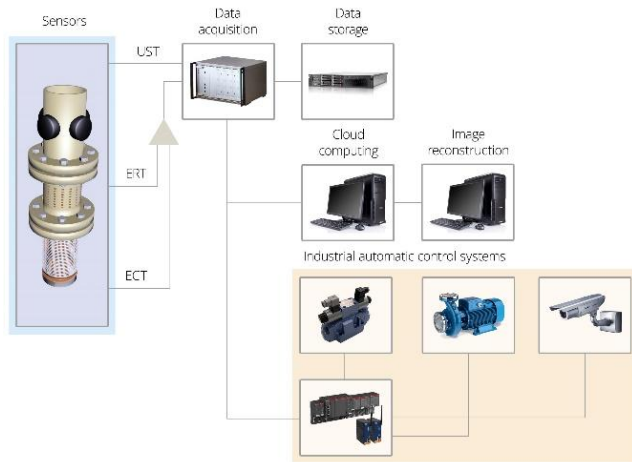 Sensors
Data
acquisition
Data
storage
UST
Cloud
computing
Image
reconstruction
ERT
Industrial automatic control systems
ECT